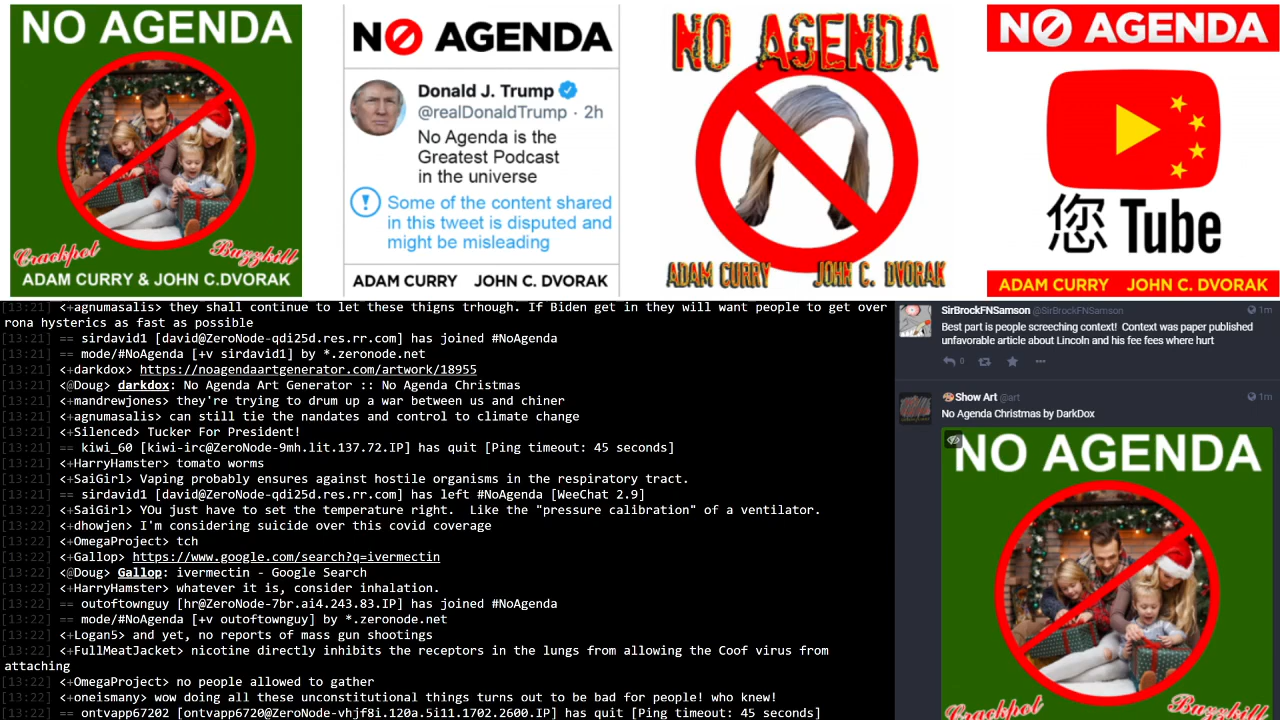 NO AGENDA
Crackpot
Buzzkill
ADAM CURRY & JOHN C.DVORAK
NO AGENDA
Donald J. Trump
@realDonaldTrump · 2h
No Agenda is the
Greatest Podcast
in the universe
Some of the content shared
in this tweet is disputed and
might be misleading
ADAM CURRY JOHN C. DVORAK
NO AGENDA
ADAM CURRY JOHN C. DVORAK
NO AGENDA
您 Tube
ADAM CURRY JOHN C. DVORAK
[13:21] <+agnumasalis> they shall continue to let these thigns trhough. If Biden get in they will want people to get over
rona hysterics as fast as possible
[13:21] == sirdavid1 [david@ZeroNode-qdi25d.res.rr.com] has joined #NoAgenda
[13:21] == mode/#NoAgenda [+v sirdavid1] by *.zeronode.net
[13:21] <+darkdox> https://noagendaartgenerator.com/artwork/18955
[13:21] <@Doug> darkdox: No Agenda Art Generator :: No Agenda Christmas
[13:21] <+mandrewjones> they're trying to drum up a war between us and chiner
[13:21] <+agnumasalis> can still tie the nandates and control to climate change
[13:21] <+Silenced> Tucker For President!
[13:21] == kiwi_60 [kiwi-irc@ZeroNode-9mh.lit.137.72.IP] has quit [Ping timeout: 45 seconds]
[13:21] <+HarryHamster> tomato worms
[13:21] <+SaiGirl> Vaping probably ensures against hostile organisms in the respiratory tract.
[13:21] == sirdavid1 [david@ZeroNode-qdi25d.res.rr.com] has left #NoAgenda [WeeChat 2.9]
[13:22] <+SaiGirl> YOu just have to set the temperature right. Like the "pressure calibration" of a ventilator.
[13:22] <+dhowjen> I'm considering suicide over this covid coverage
[13:22] <+OmegaProject> tch
[13:22] <+Gallop> https://www.google.com/search?q=ivermectin
[13:22] <@Doug> Gallop: ivermectin - Google Search
[13:22] <+HarryHamster> whatever it is, consider inhalation.
[13:22] == outoftownguy [hr@ZeroNode-7br.ai4.243.83.IP] has joined #NoAgenda
[13:22] == mode/#NoAgenda [+v outoftownguy] by *.zeronode.net
[13:22] <+Logan5> and yet, no reports of mass gun shootings
[13:22] <+FullMeatJacket> nicotine directly inhibits the receptors in the lungs from allowing the Coof virus from
attaching
[13:22] <+OmegaProject> no people allowed to gather
[13:22] <+oneismany> wow doing all these unconstitutional things turns out to be bad for people! who knew!
[13:22] == ontvapp67202 [ontvapp6720@ZeroNode-vhjf8i.120a.5i11.1702.2600.IP] has quit [Ping timeout: 45 seconds]
SirBrockFNSamson @SirBrockFNSamson 1m
Best part is people screeching context! Context was paper published
unfavorable article about Lincoln and his fee fees where hurt
0
Show Art @art 1m
No Agenda Christmas by DarkDox
NO AGENDA
Crackpot
Buzzkill